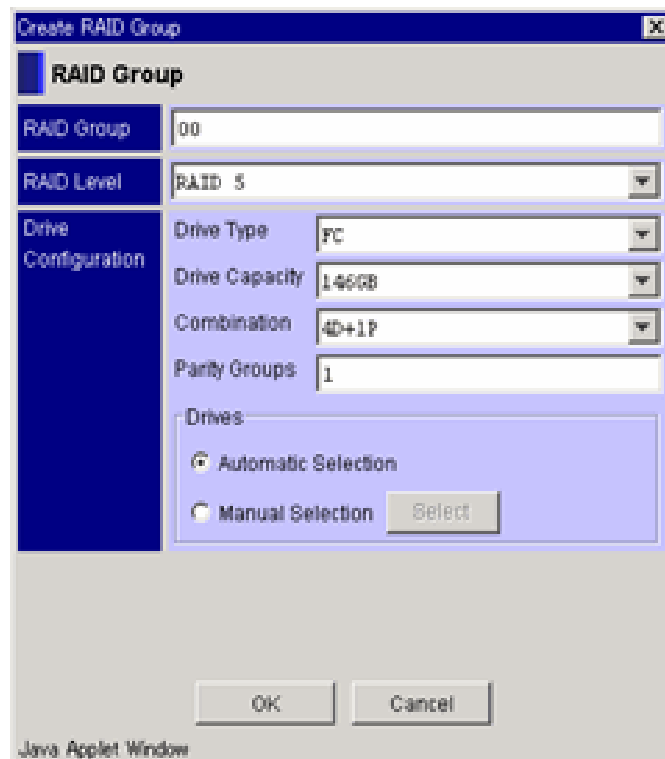 Create RAID Group
X
RAID Group
RAID Group 00
RAID Level RAID 5
Drive Configuration
Drive Type FC
Drive Capacity 146GB
Combination 4D+1P
Parity Groups 1
Drives
Automatic Selection
Manual Selection Select
OK Cancel
Java Applet Window